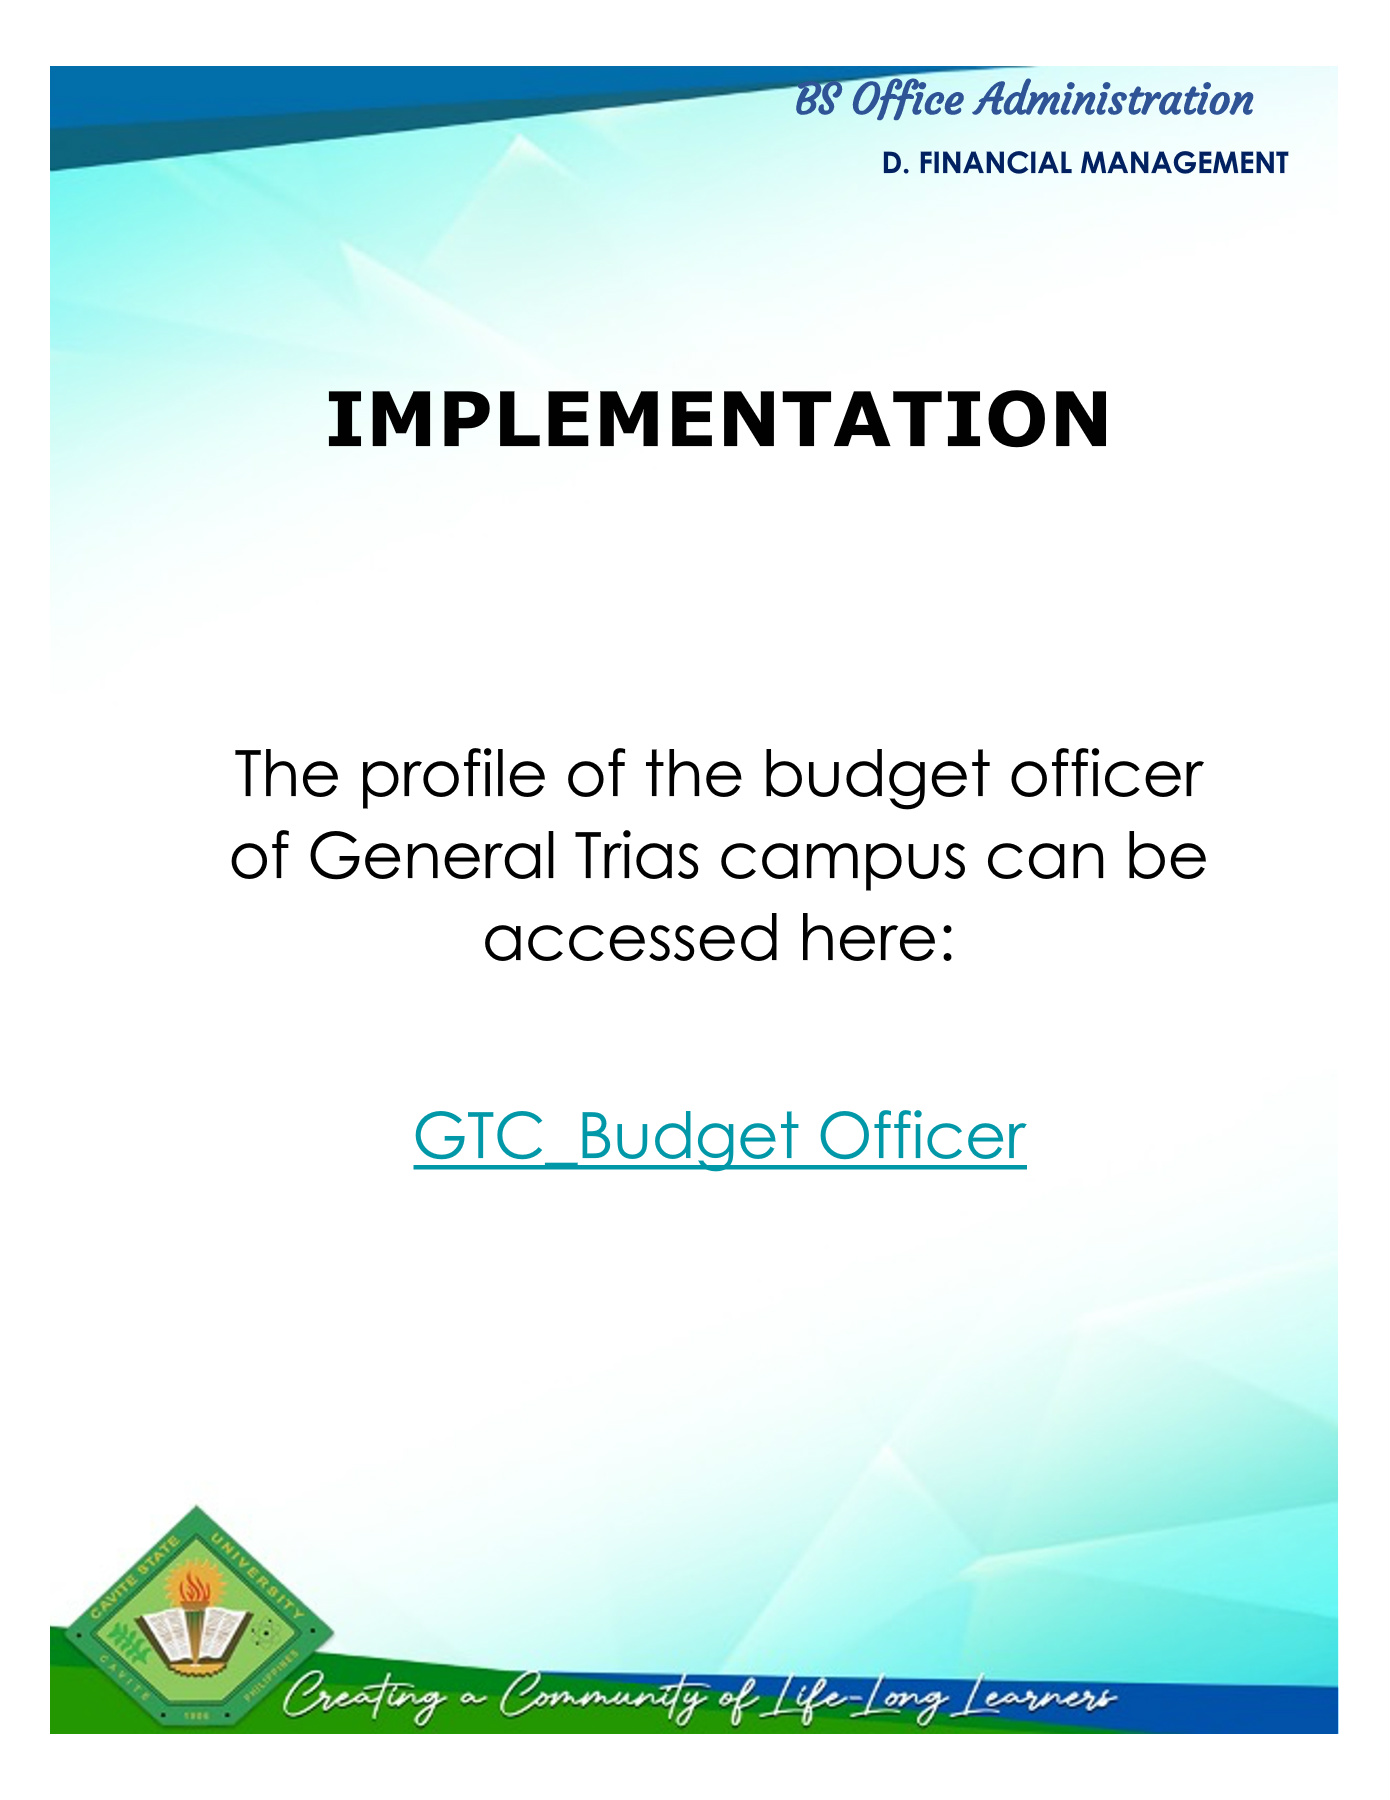 BS Office Administration
D. FINANCIAL MANAGEMENT
IMPLEMENTATION
The profile of the budget officer
of General Trias campus can be
accessed here:
GTC_Budget Officer
CAVITE STATE UNIVERSITY
CAVITE
PHILIPPINES
1906
Creating a Community of Life-Long Learners